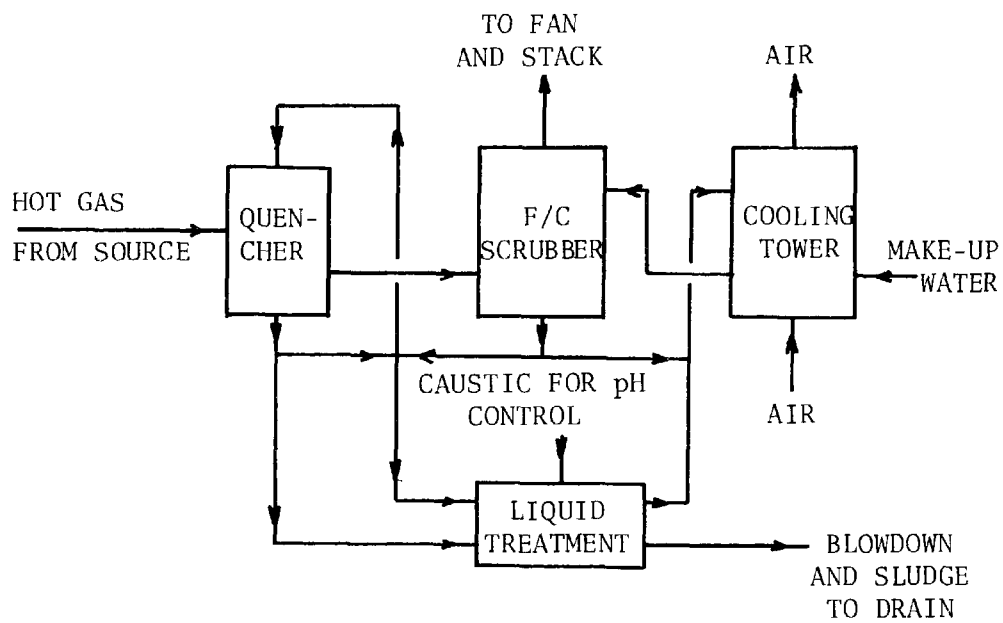 TO FAN
AND STACK
AIR
HOT GAS
FROM SOURCE
QUEN-
CHER
F/C
SCRUBBER
COOLING
TOWER
MAKE-UP
WATER
CAUSTIC FOR pH
CONTROL
AIR
LIQUID
TREATMENT
BLOWDOWN
AND SLUDGE
TO DRAIN